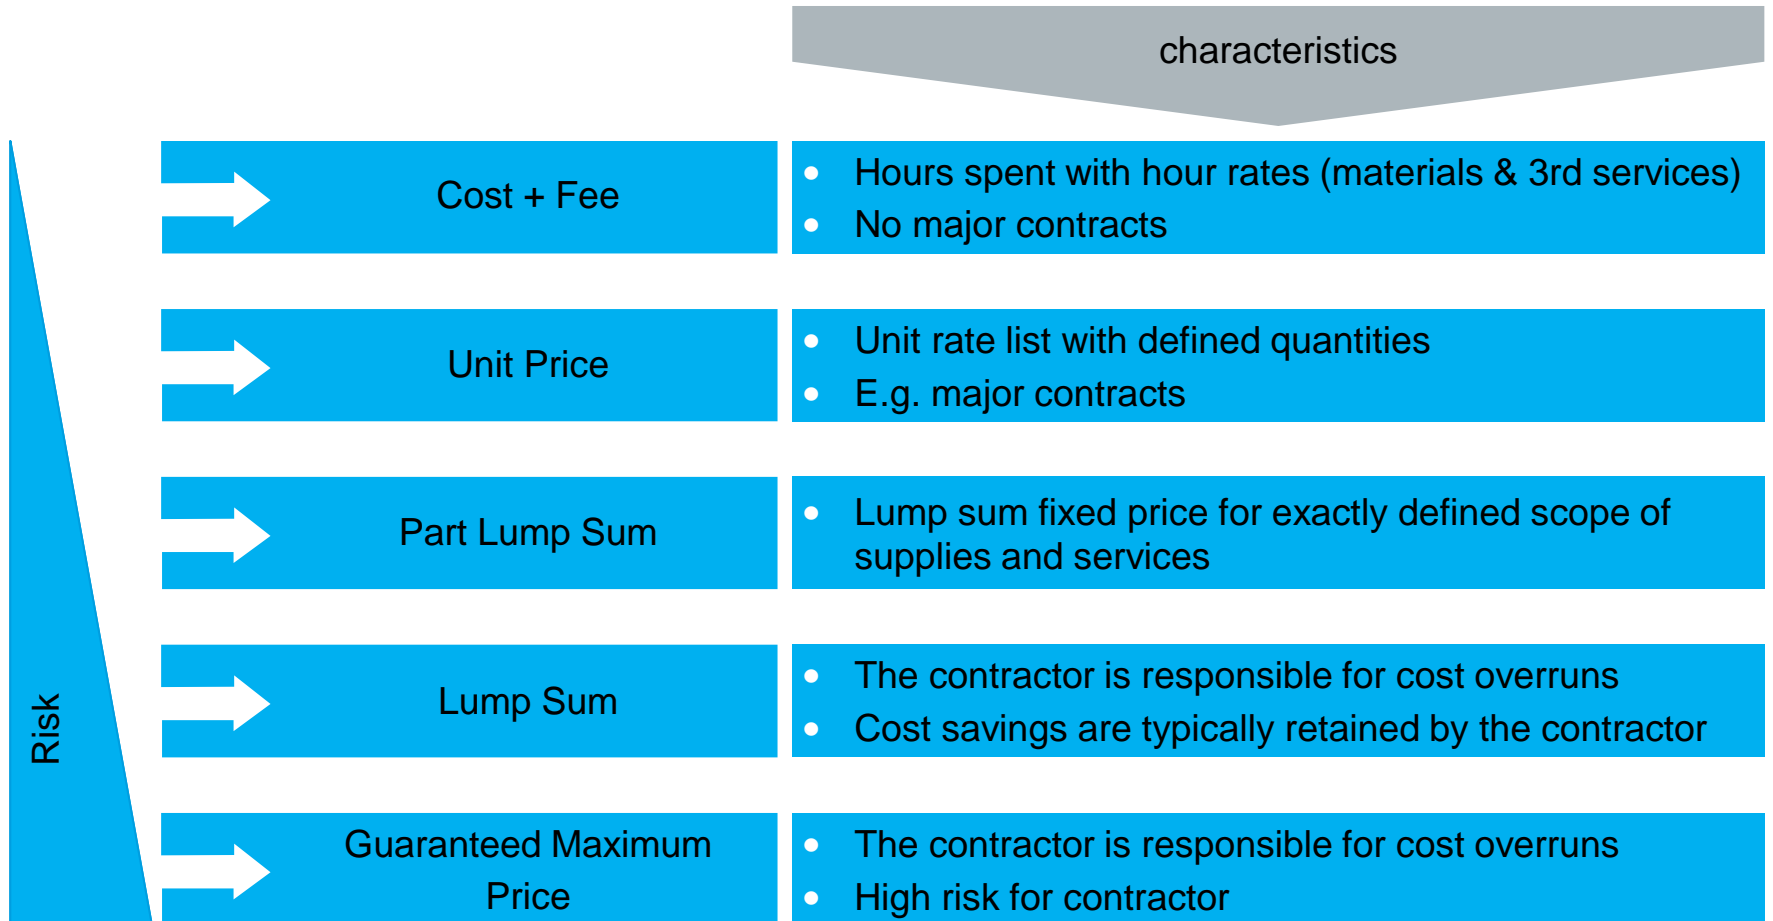 characteristics
Cost + Fee
• Hours spent with hour rates (materials & 3rd services)
• No major contracts
Unit Price
• Unit rate list with defined quantities
• E.g. major contracts
Part Lump Sum
• Lump sum fixed price for exactly defined scope of
supplies and services
Lump Sum
• The contractor is responsible for cost overruns
• Cost savings are typically retained by the contractor
Guaranteed Maximum
Price
• The contractor is responsible for cost overruns
• High risk for contractor
Risk